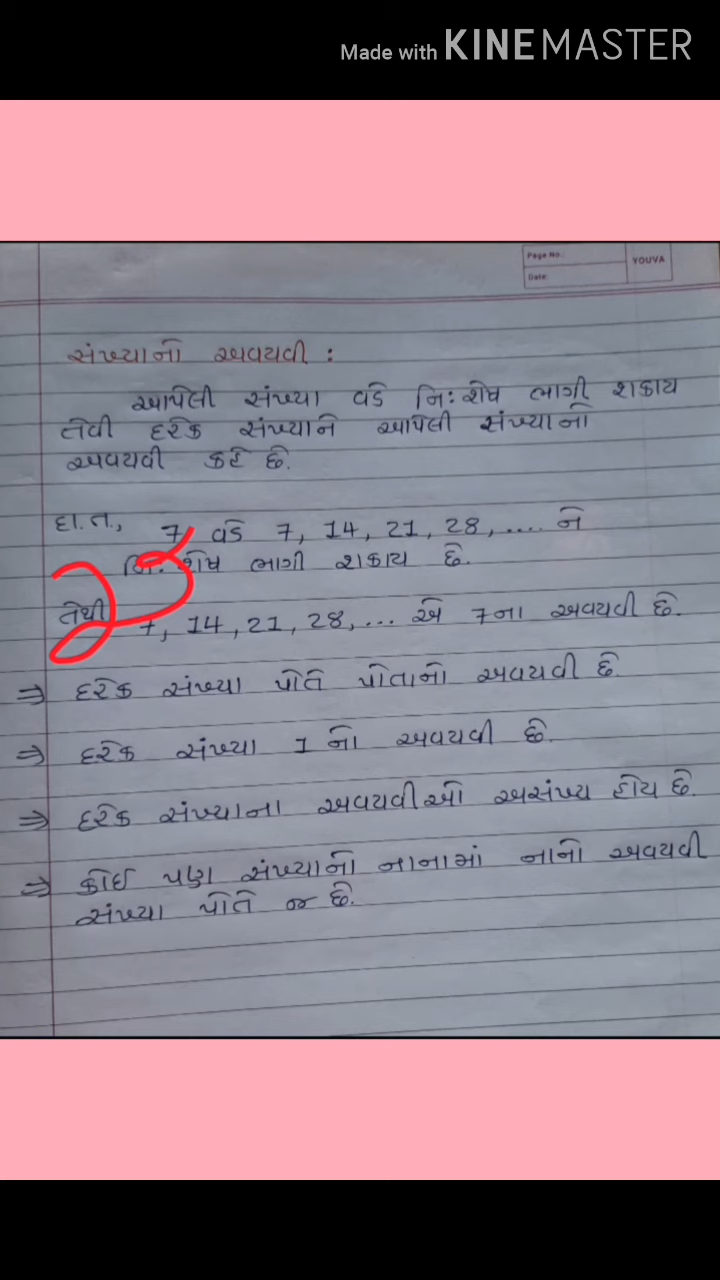 Made with KINEMASTER
Page No.:
YOUVA
Date:
સંખ્યાનો અવયવી :
આપેલી સંખ્યા વડે નિ:શેષ ભાગી શકાય
તેવી દરેક સંખ્યાને આપેલી સંખ્યાનો
અવયવી કહે છે.
દા.ત., 7 વડે 7, 14, 21, 28, .... ને
નિ:શેષ ભાગી શકાય છે.
તેથી 7, 14, 21, 28, ... એ 7ના અવયવી છે.
⇒ દરેક સંખ્યા પોતે પોતાનો અવયવી છે
⇒ દરેક સંખ્યા 1 નો અવયવી છે.
⇒ દરેક સંખ્યાના અવયવીઓ અસંખ્ય હોય છે.
⇒ કોઈ પણ સંખ્યાનો નાનામાં નાનો અવયવી
સંખ્યા પોતે જ છે.